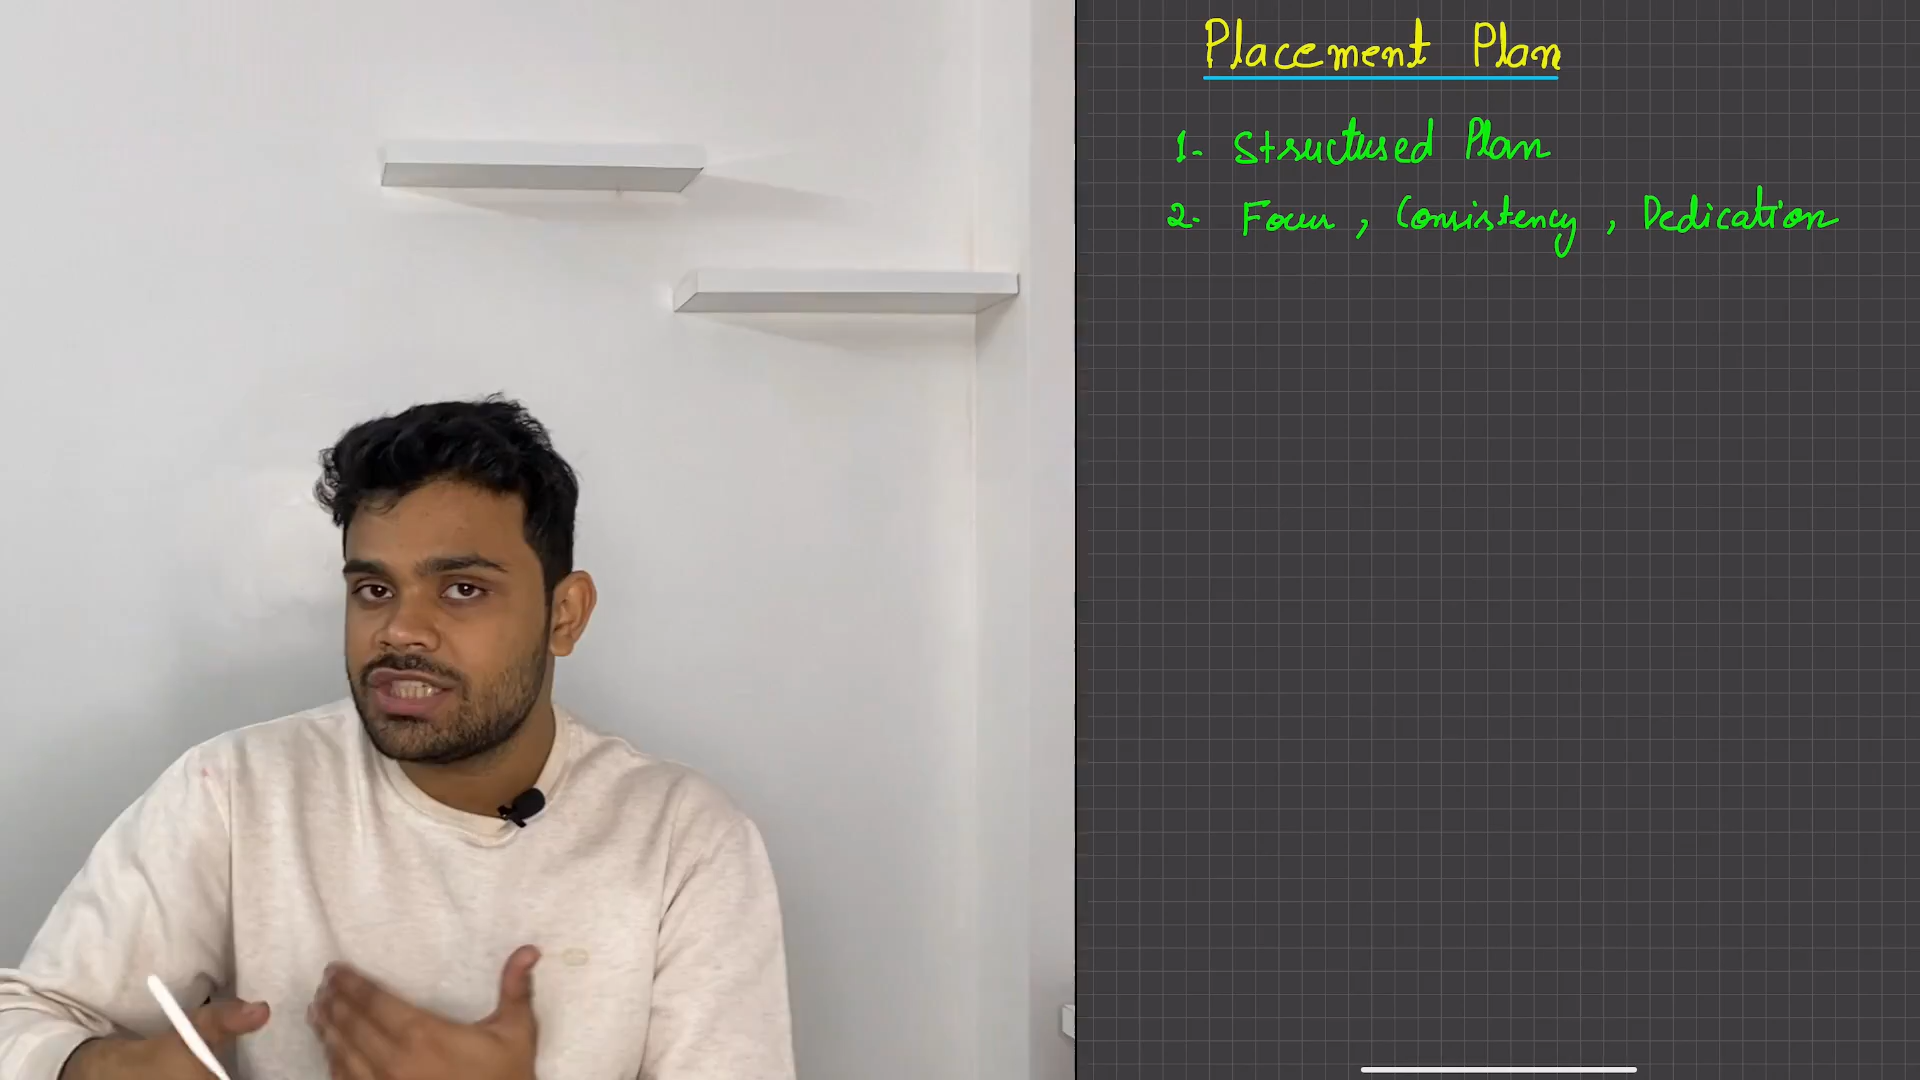 Placement Plan
1. Structured Plan
2. Focus, Consistency, Dedication